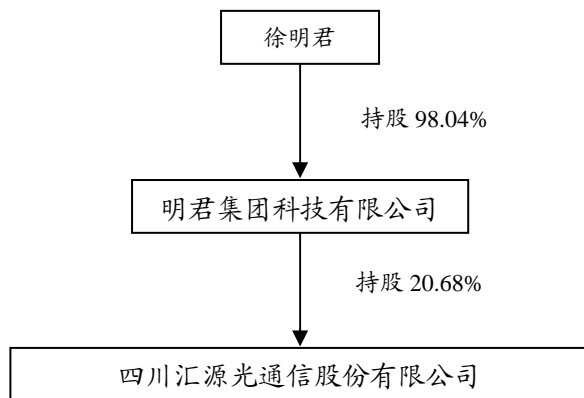 徐明君
持股 98.04%
明君集团科技有限公司
持股 20.68%
四川汇源光通信股份有限公司